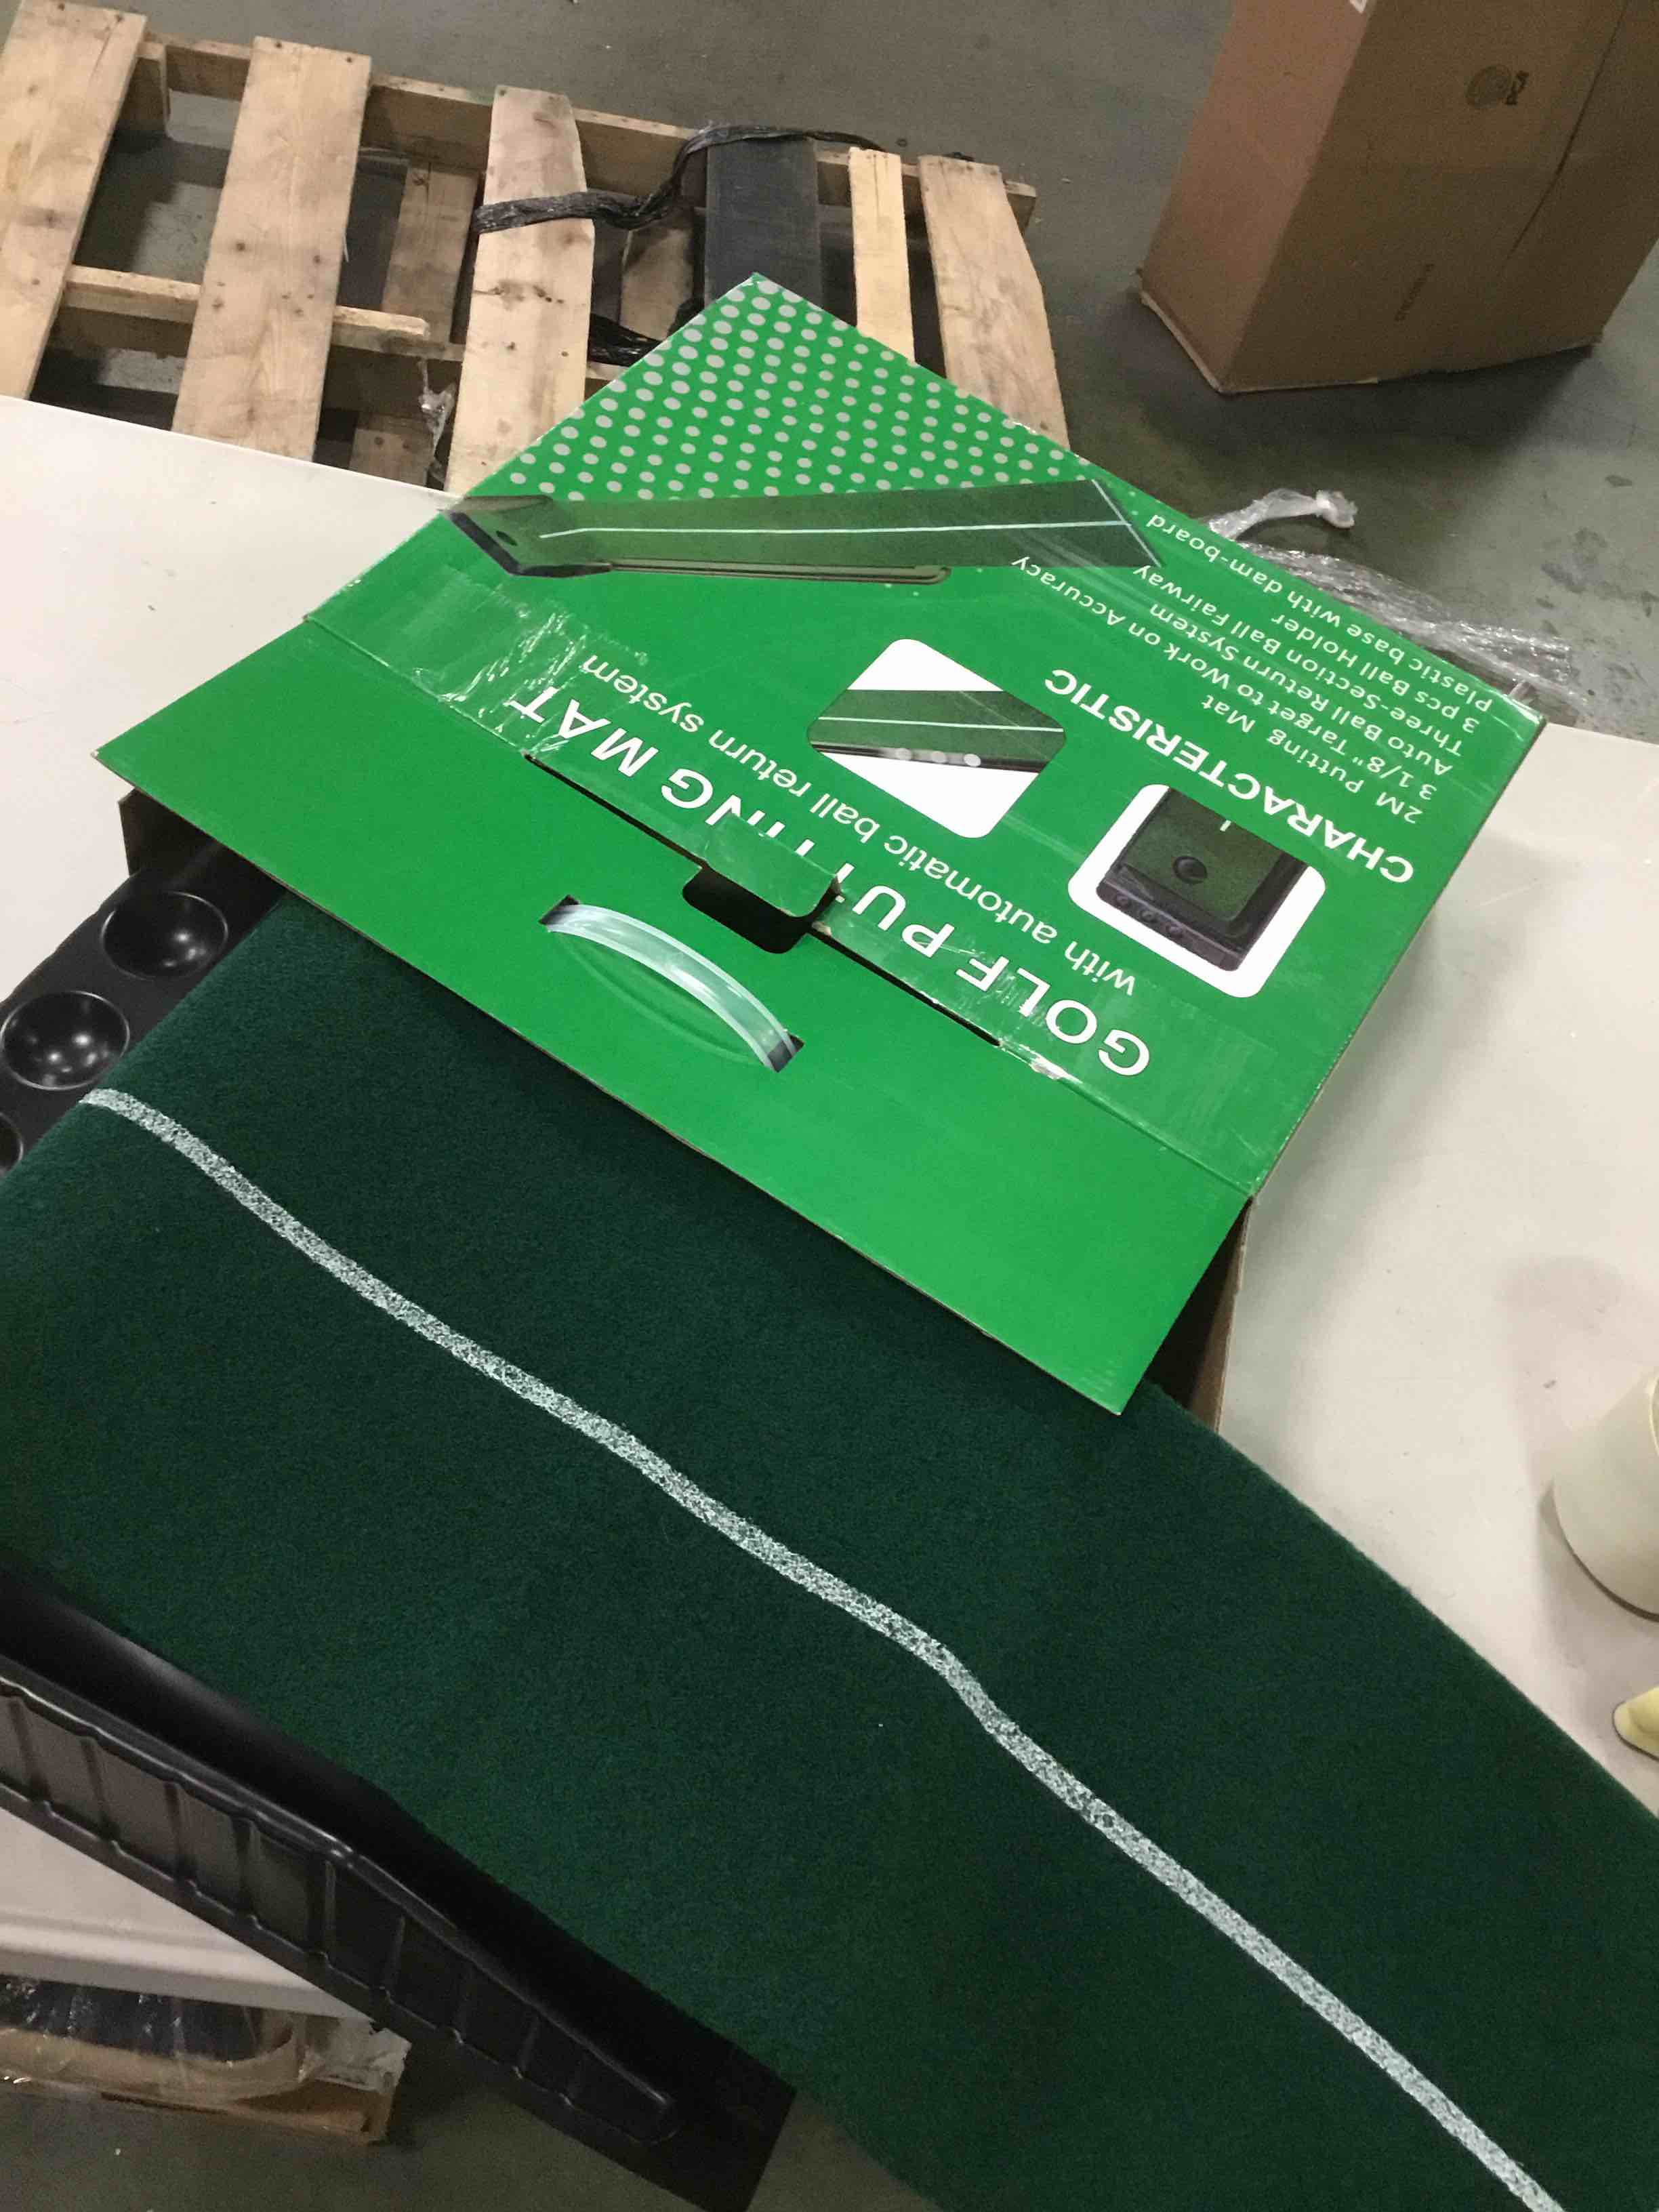 GOLF PUTTING MAT
with automatic ball return system
CHARACTERISTIC
2M Putting Mat
3 1/8" Target to Work on Accuracy
Auto Ball Return System
Three-Section Ball Fairway
3 pcs Ball Holder
Plastic base with dam-board